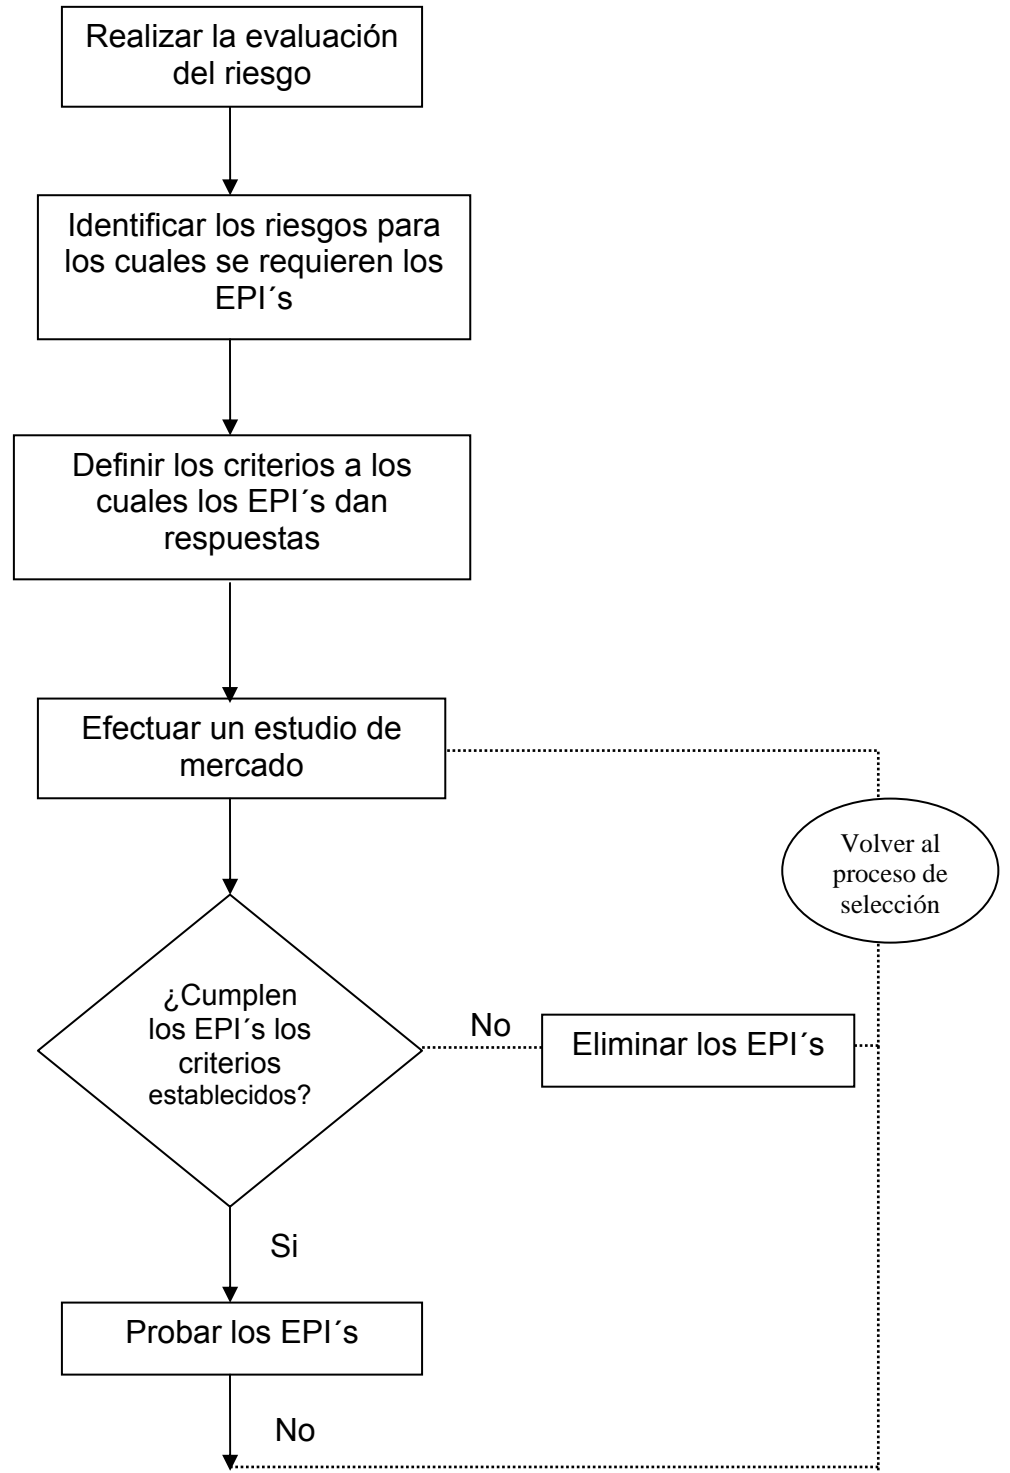 Realizar la evaluación
del riesgo
Identificar los riesgos para
los cuales se requieren los
EPI´s
Definir los criterios a los
cuales los EPI´s dan
respuestas
Efectuar un estudio de
mercado
Volver al
proceso de
selección
¿Cumplen
los EPI´s los
criterios
establecidos?
No
Eliminar los EPI´s
Si
Probar los EPI´s
No